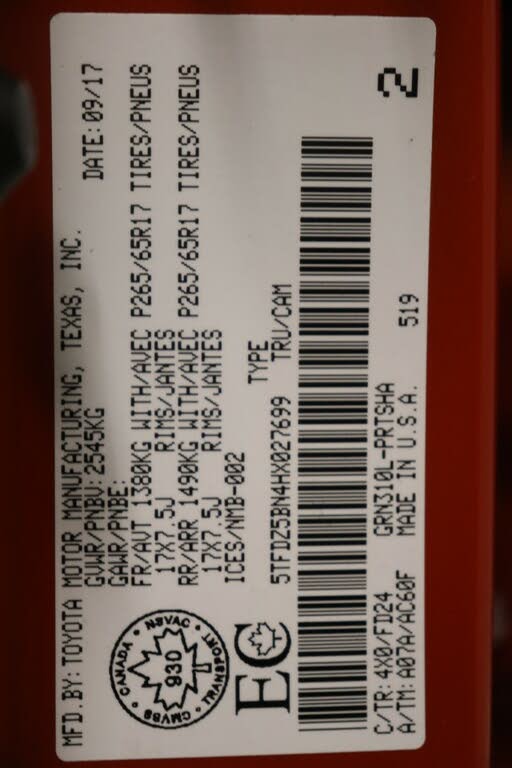 MFD.BY: TOYOTA MOTOR MANUFACTURING, TEXAS, INC.
GVWR/PNBV: 2545KG DATE: 09/17
GAWR/PNBE:
FR/AVT 1380KG WITH/AVEC P265/65R17 TIRES/PNEUS
17X7.5J RIMS/JANTES
RR/ARR 1490KG WITH/AVEC P265/65R17 TIRES/PNEUS
17X7.5J RIMS/JANTES
ICES/NMB-002
CANADA • NSVAC • TRANSPORT • CMVSS
930
EC
TYPE
5TFDZ5BN4HX027699 TRU/CAM
C/TR: 4X0/FD24 GRN310L-PRTSHA
A/TM: A07A/AC60F MADE IN U.S.A. 519
2